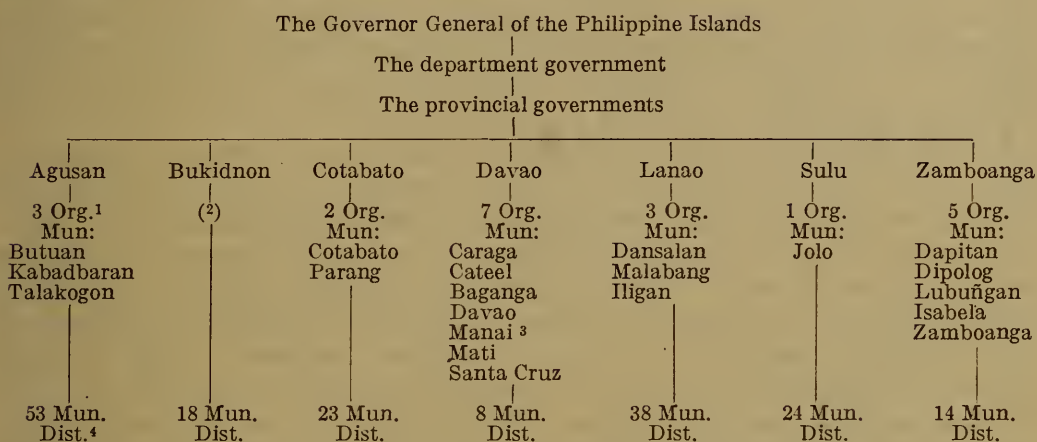 The Governor General of the Philippine Islands
The department government
The provincial governments
Agusan Bukidnon Cotabato Davao Lanao Sulu Zamboanga
3 Org.¹ (²) 2 Org. 7 Org. 3 Org. 1 Org. 5 Org.
Mun: Mun: Mun: Mun: Mun: Mun:
Butuan Cotabato Caraga Dansalan Jolo Dapitan
Kabadbaran Parang Cateel Malabang Dipolog
Talakogon Baganga Iligan Lubuñgan
Davao Isabela
Manai ³ Zamboanga
Mati
Santa Cruz
53 Mun. 18 Mun. 23 Mun. 8 Mun. 38 Mun. 24 Mun. 14 Mun.
Dist.⁴ Dist. Dist. Dist. Dist. Dist. Dist.